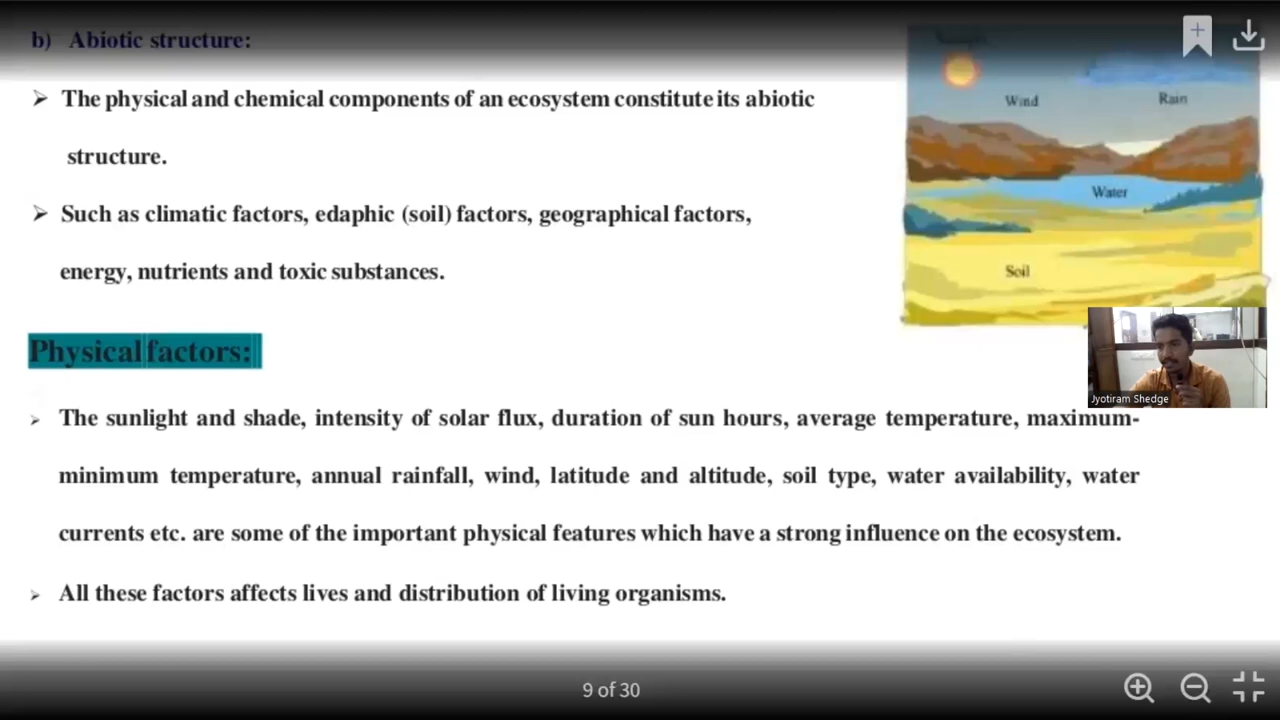 b) Abiotic structure:
➢ The physical and chemical components of an ecosystem constitute its abiotic
structure.
➢ Such as climatic factors, edaphic (soil) factors, geographical factors,
energy, nutrients and toxic substances.
Wind
Rain
Water
Soil
Physical factors:
Jyotiram Shedge
➢ The sunlight and shade, intensity of solar flux, duration of sun hours, average temperature, maximum-
minimum temperature, annual rainfall, wind, latitude and altitude, soil type, water availability, water
currents etc. are some of the important physical features which have a strong influence on the ecosystem.
➢ All these factors affects lives and distribution of living organisms.
9 of 30